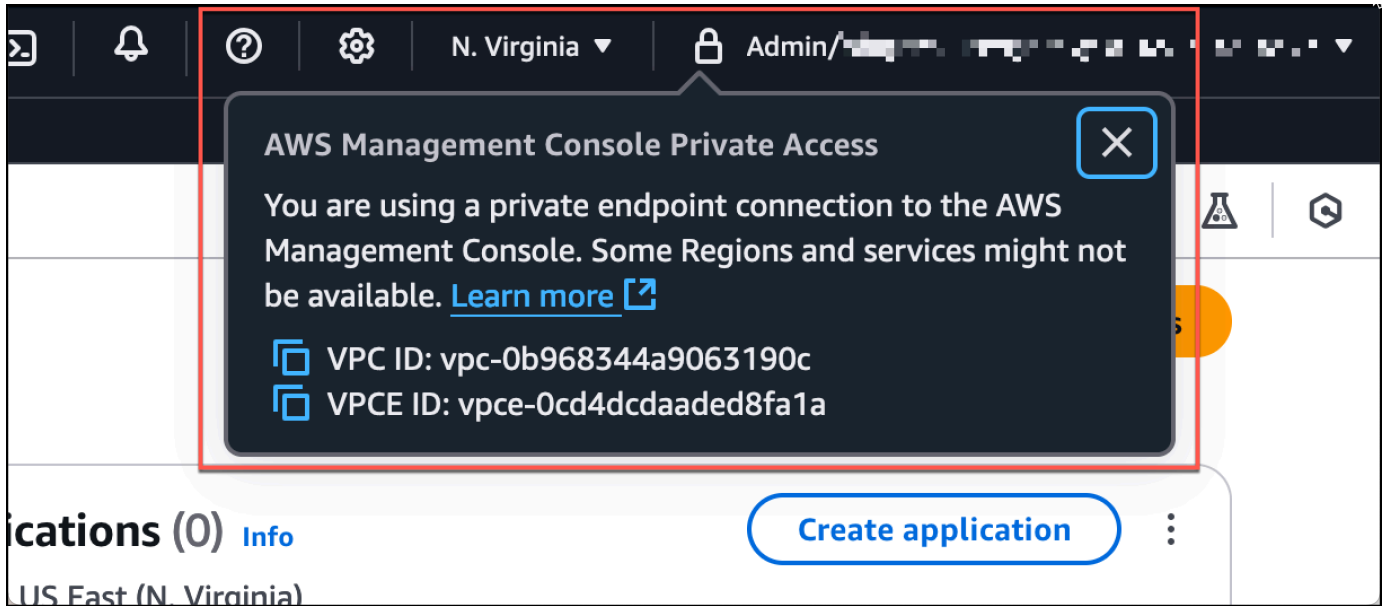 N. Virginia ▼
Admin/
AWS Management Console Private Access
You are using a private endpoint connection to the AWS
Management Console. Some Regions and services might not
be available. Learn more
VPC ID: vpc-0b968344a9063190c
VPCE ID: vpce-0cd4dcdaaded8fa1a
s
ications (0) Info
Create application
US East (N. Virginia)